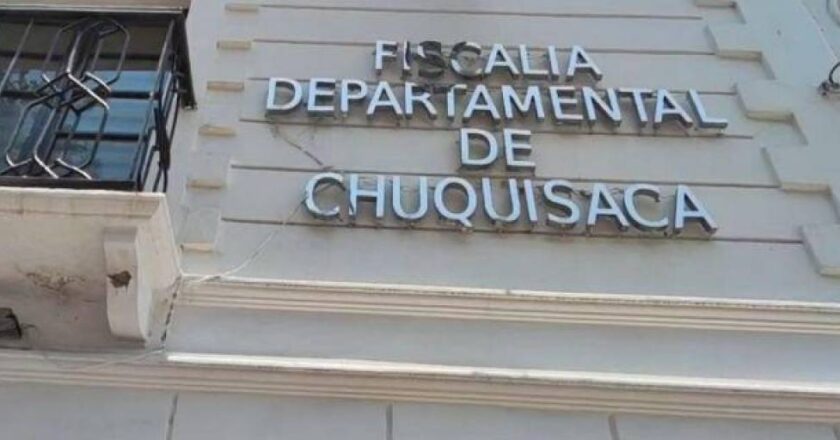 FISCALIA
DEPARTAMENTAL
DE
CHUQUISACA